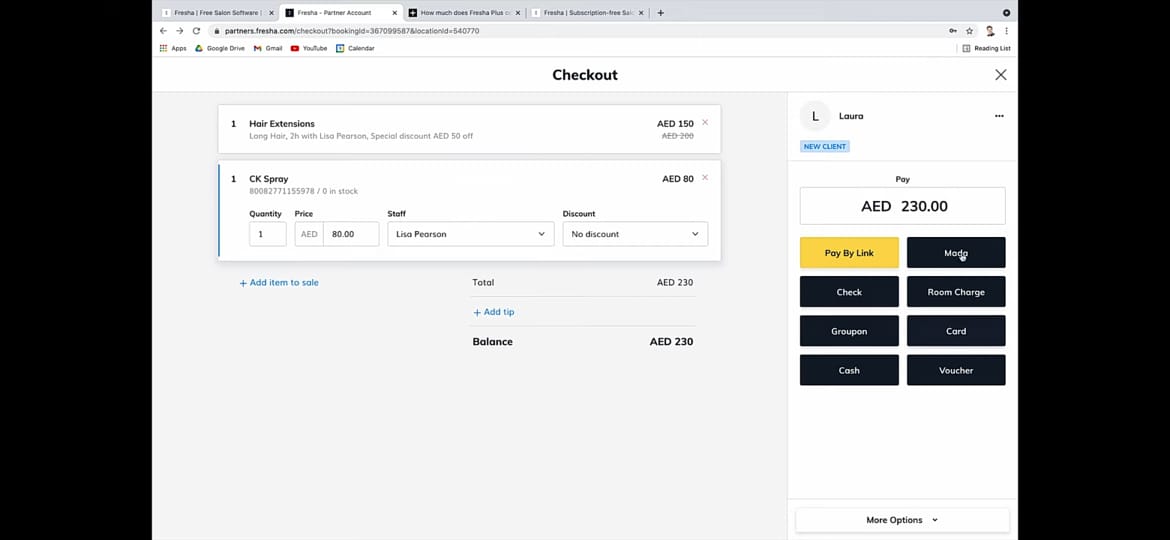 Fresha | Free Salon Software |
Fresha - Partner Account
How much does Fresha Plus c
Fresha | Subscription-free Salo
partners.fresha.com/checkout?bookingId=367099587&locationId=540770
Apps
Google Drive
Gmail
YouTube
Calendar
Reading List
Checkout
1 Hair Extensions AED 150
Long Hair, 2h with Lisa Pearson, Special discount AED 50 off AED 200
1 CK Spray AED 80
80082771155978 / 0 in stock
Quantity Price Staff Discount
1 AED 80.00 Lisa Pearson No discount
+ Add item to sale
Total AED 230
+ Add tip
Balance AED 230
L Laura
NEW CLIENT
Pay
AED 230.00
Pay By Link Mada
Check Room Charge
Groupon Card
Cash Voucher
More Options